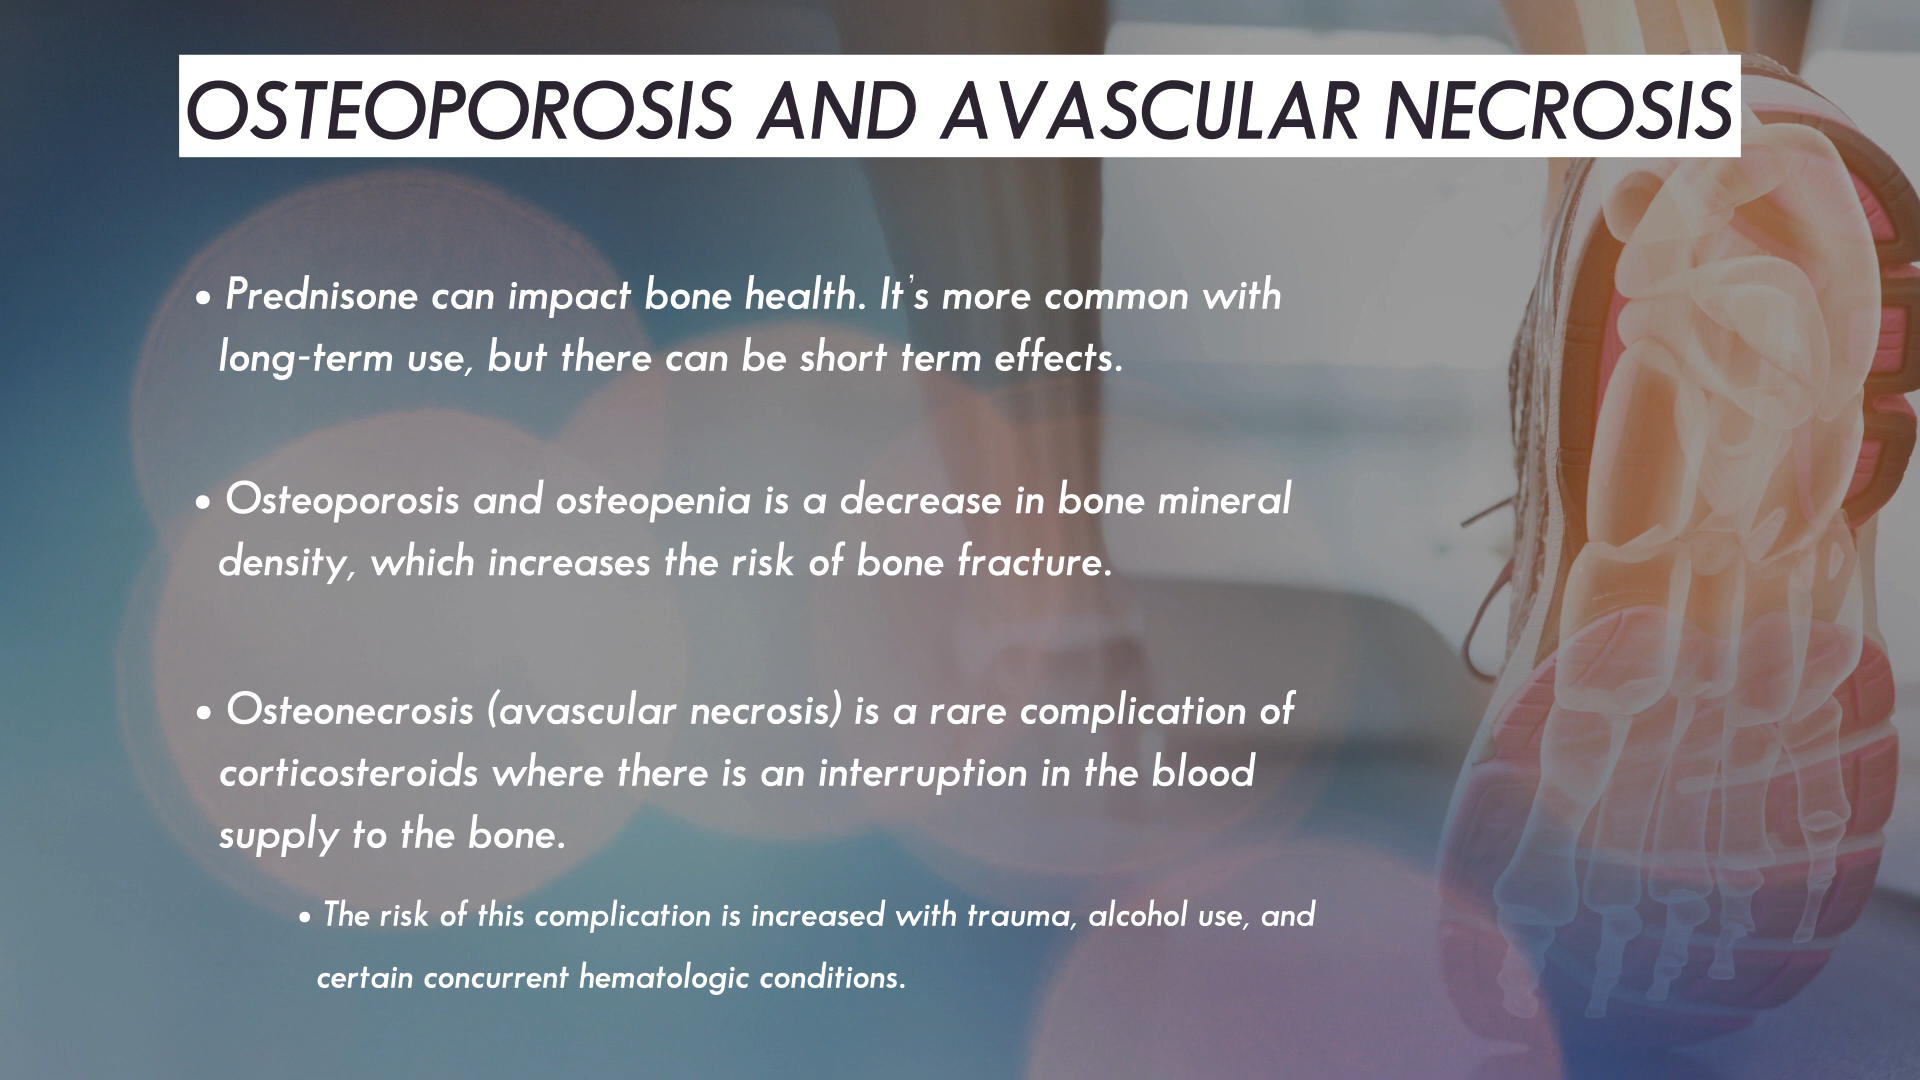 OSTEOPOROSIS AND AVASCULAR NECROSIS
• Prednisone can impact bone health. It's more common with
long-term use, but there can be short term effects.
• Osteoporosis and osteopenia is a decrease in bone mineral
density, which increases the risk of bone fracture.
• Osteonecrosis (avascular necrosis) is a rare complication of
corticosteroids where there is an interruption in the blood
supply to the bone.
• The risk of this complication is increased with trauma, alcohol use, and
certain concurrent hematologic conditions.